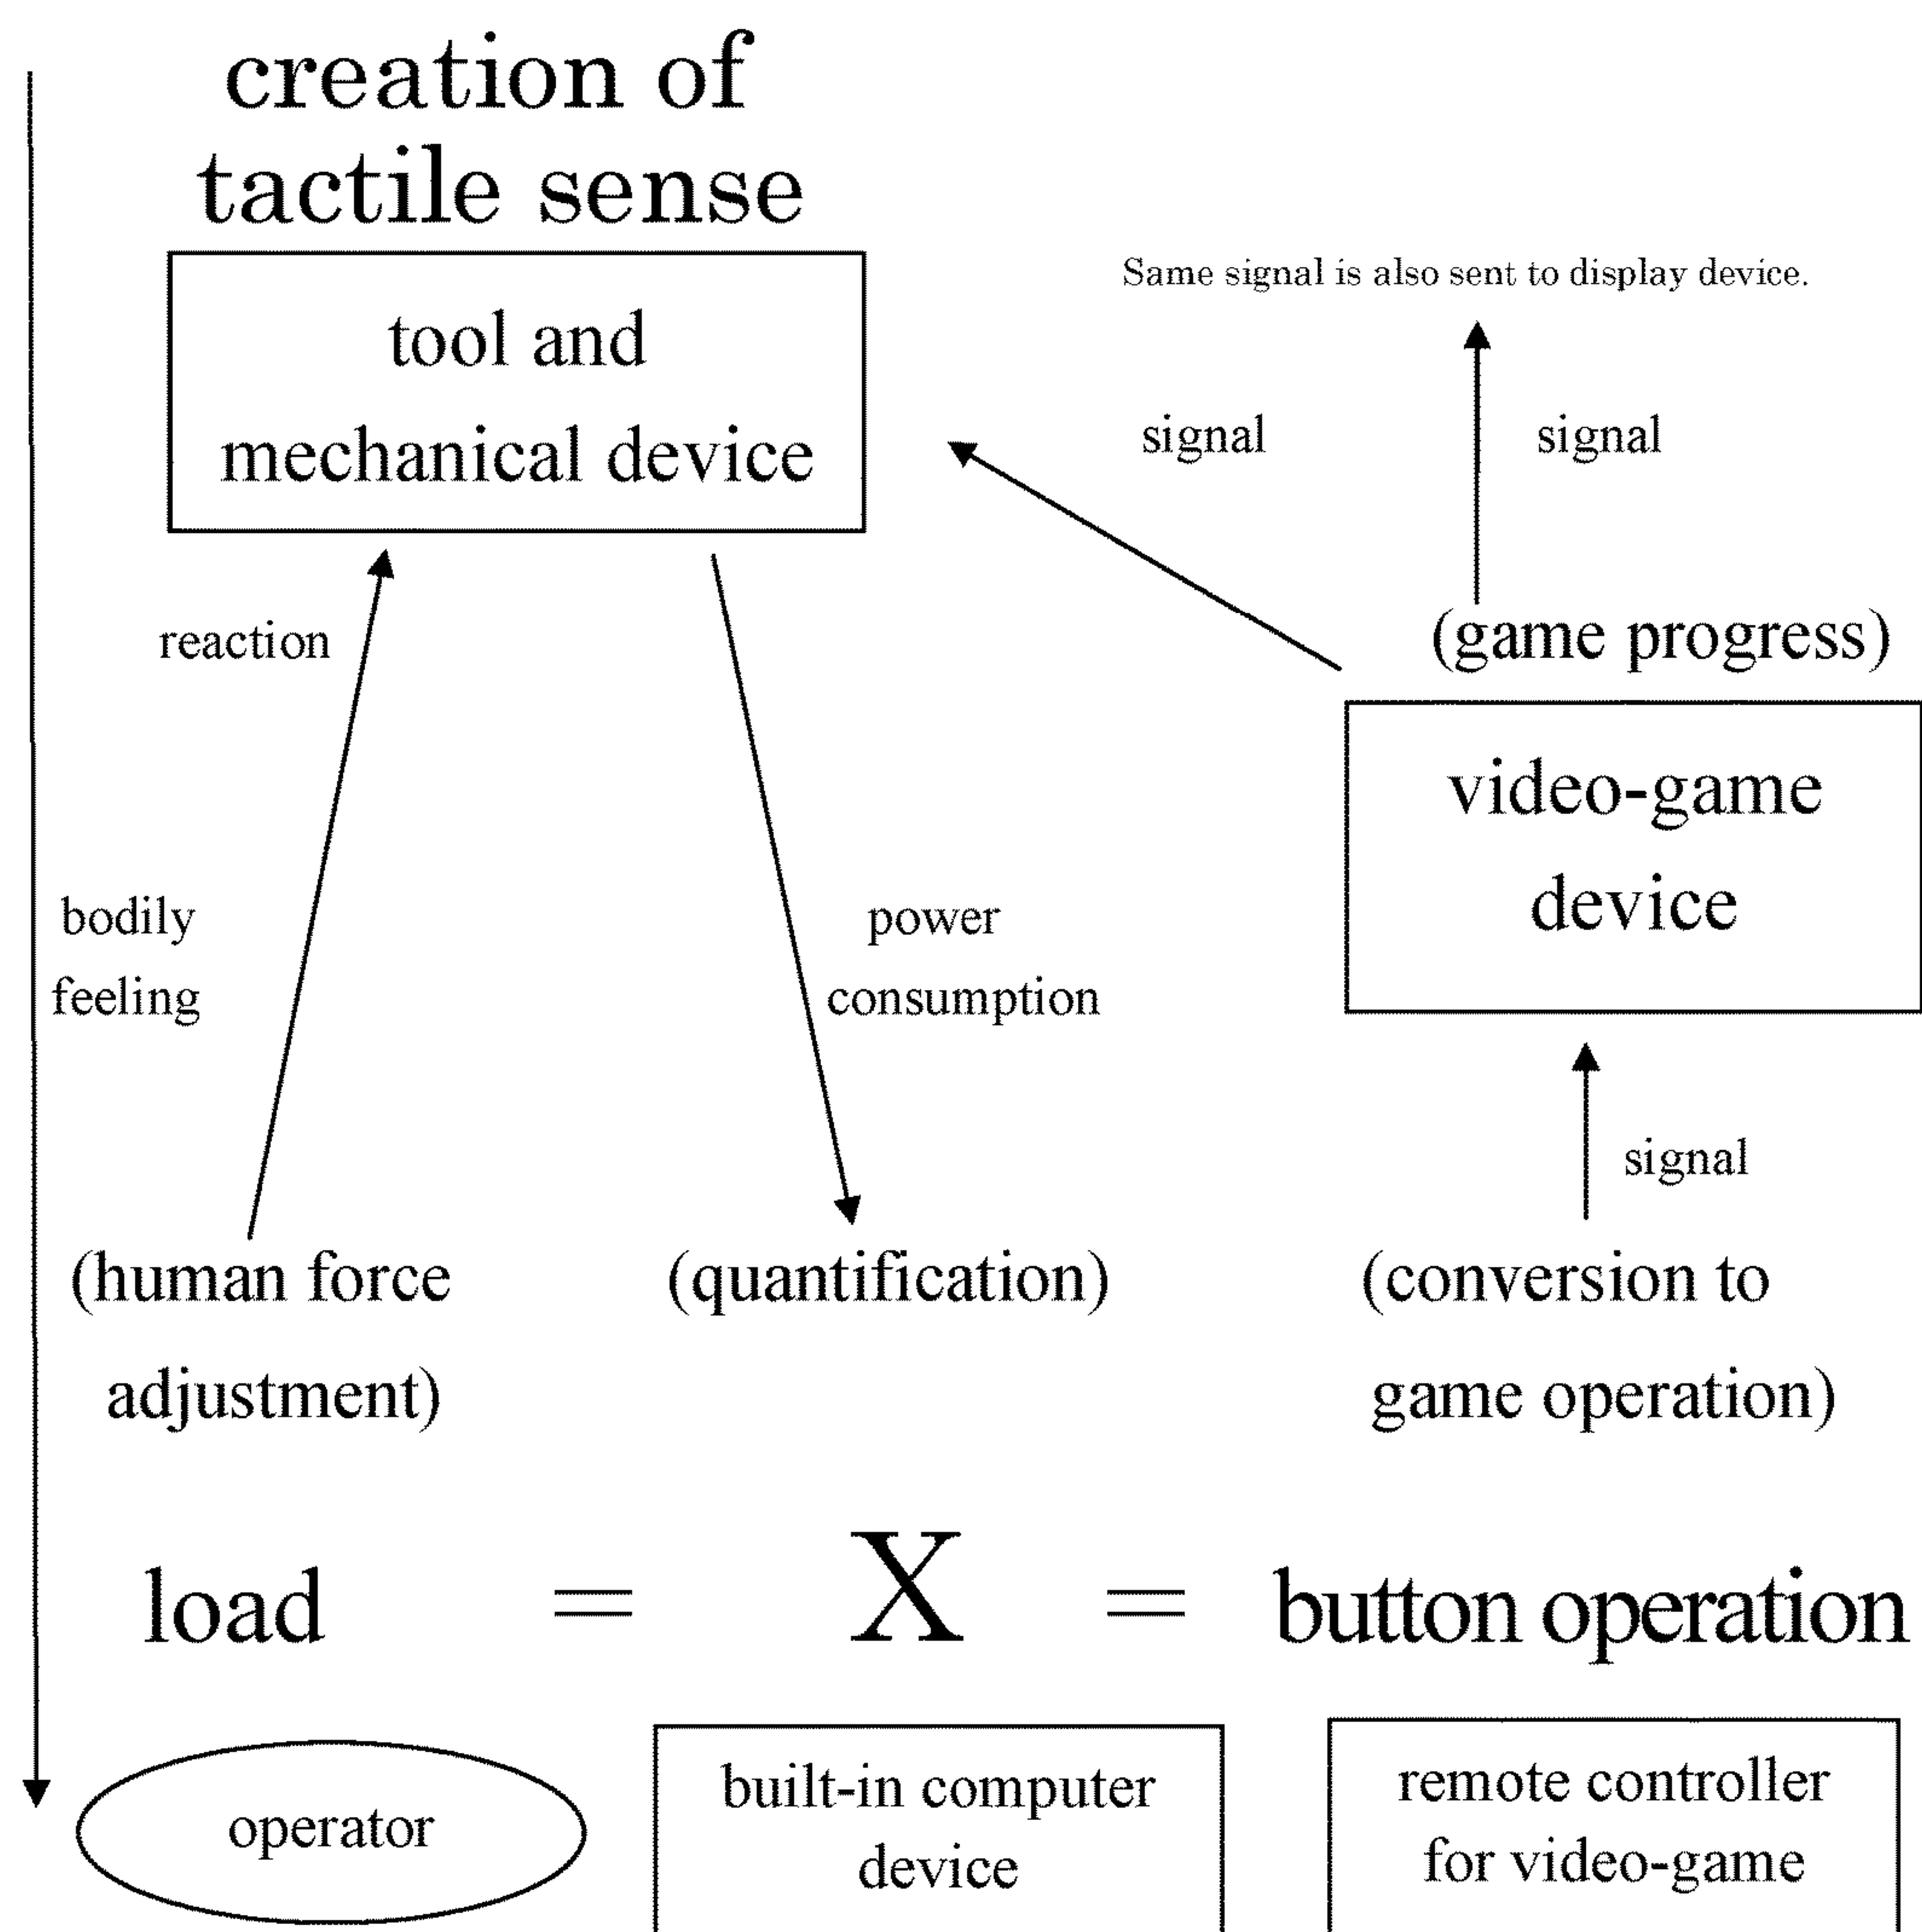 creation of
tactile sense
tool and
mechanical device
Same signal is also sent to display device.
signal
signal
reaction
(game progress)
video-game
device
bodily
feeling
power
consumption
signal
(human force
adjustment)
(quantification)
(conversion to
game operation)
load = X = button operation
operator
built-in computer
device
remote controller
for video-game